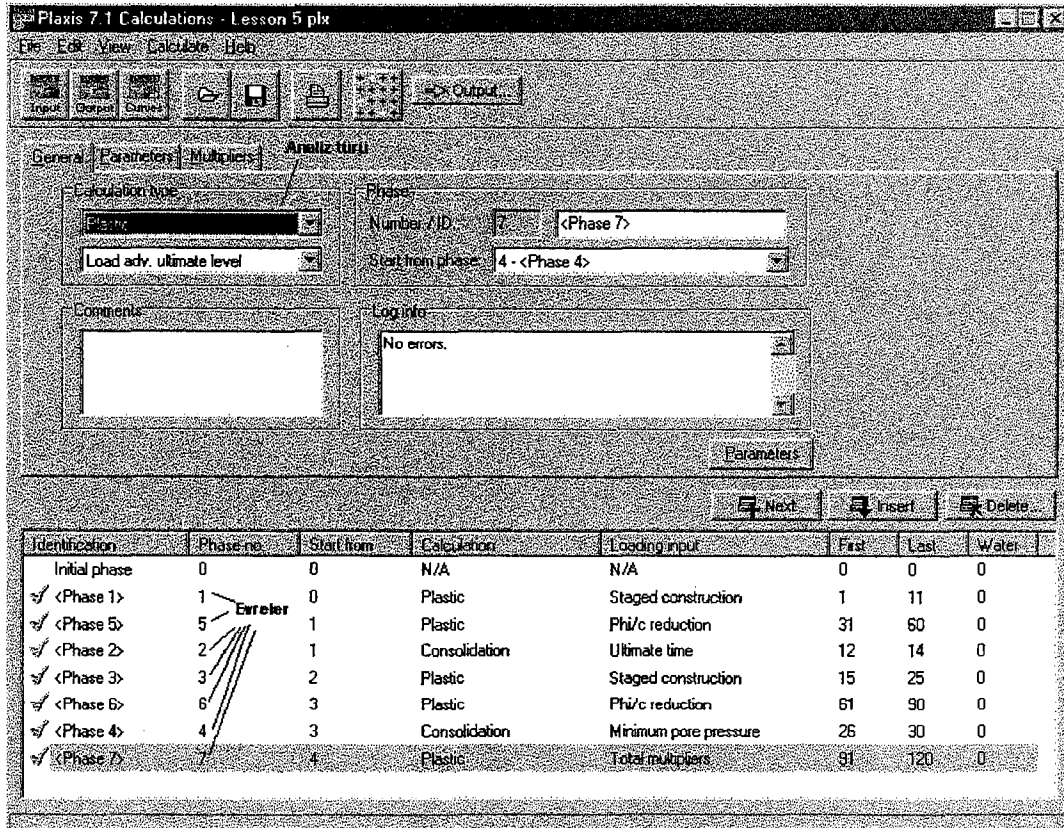 Plaxis 7.1 Calculations - Lesson 5 plx
File Edit View Calculate Help
Input Output Curves Output...
General Parameters Multipliers Analiz türü
Calculation type Phase
Plastic Number / ID.: 7 <Phase 7>
Load adv. ultimate level Start from phase: 4 - <Phase 4>
Comments Log info
No errors.
Parameters
Next Insert Delete...
Identification Phase no. Start from Calculation Loading input First Last Water
Initial phase 0 0 N/A N/A 0 0 0
<Phase 1> 1 0 Plastic Staged construction 1 11 0
Evreler
<Phase 5> 5 1 Plastic Phi/c reduction 31 60 0
<Phase 2> 2 1 Consolidation Ultimate time 12 14 0
<Phase 3> 3 2 Plastic Staged construction 15 25 0
<Phase 6> 6 3 Plastic Phi/c reduction 61 90 0
<Phase 4> 4 3 Consolidation Minimum pore pressure 26 30 0
<Phase 7> 7 4 Plastic Total multipliers 91 120 0